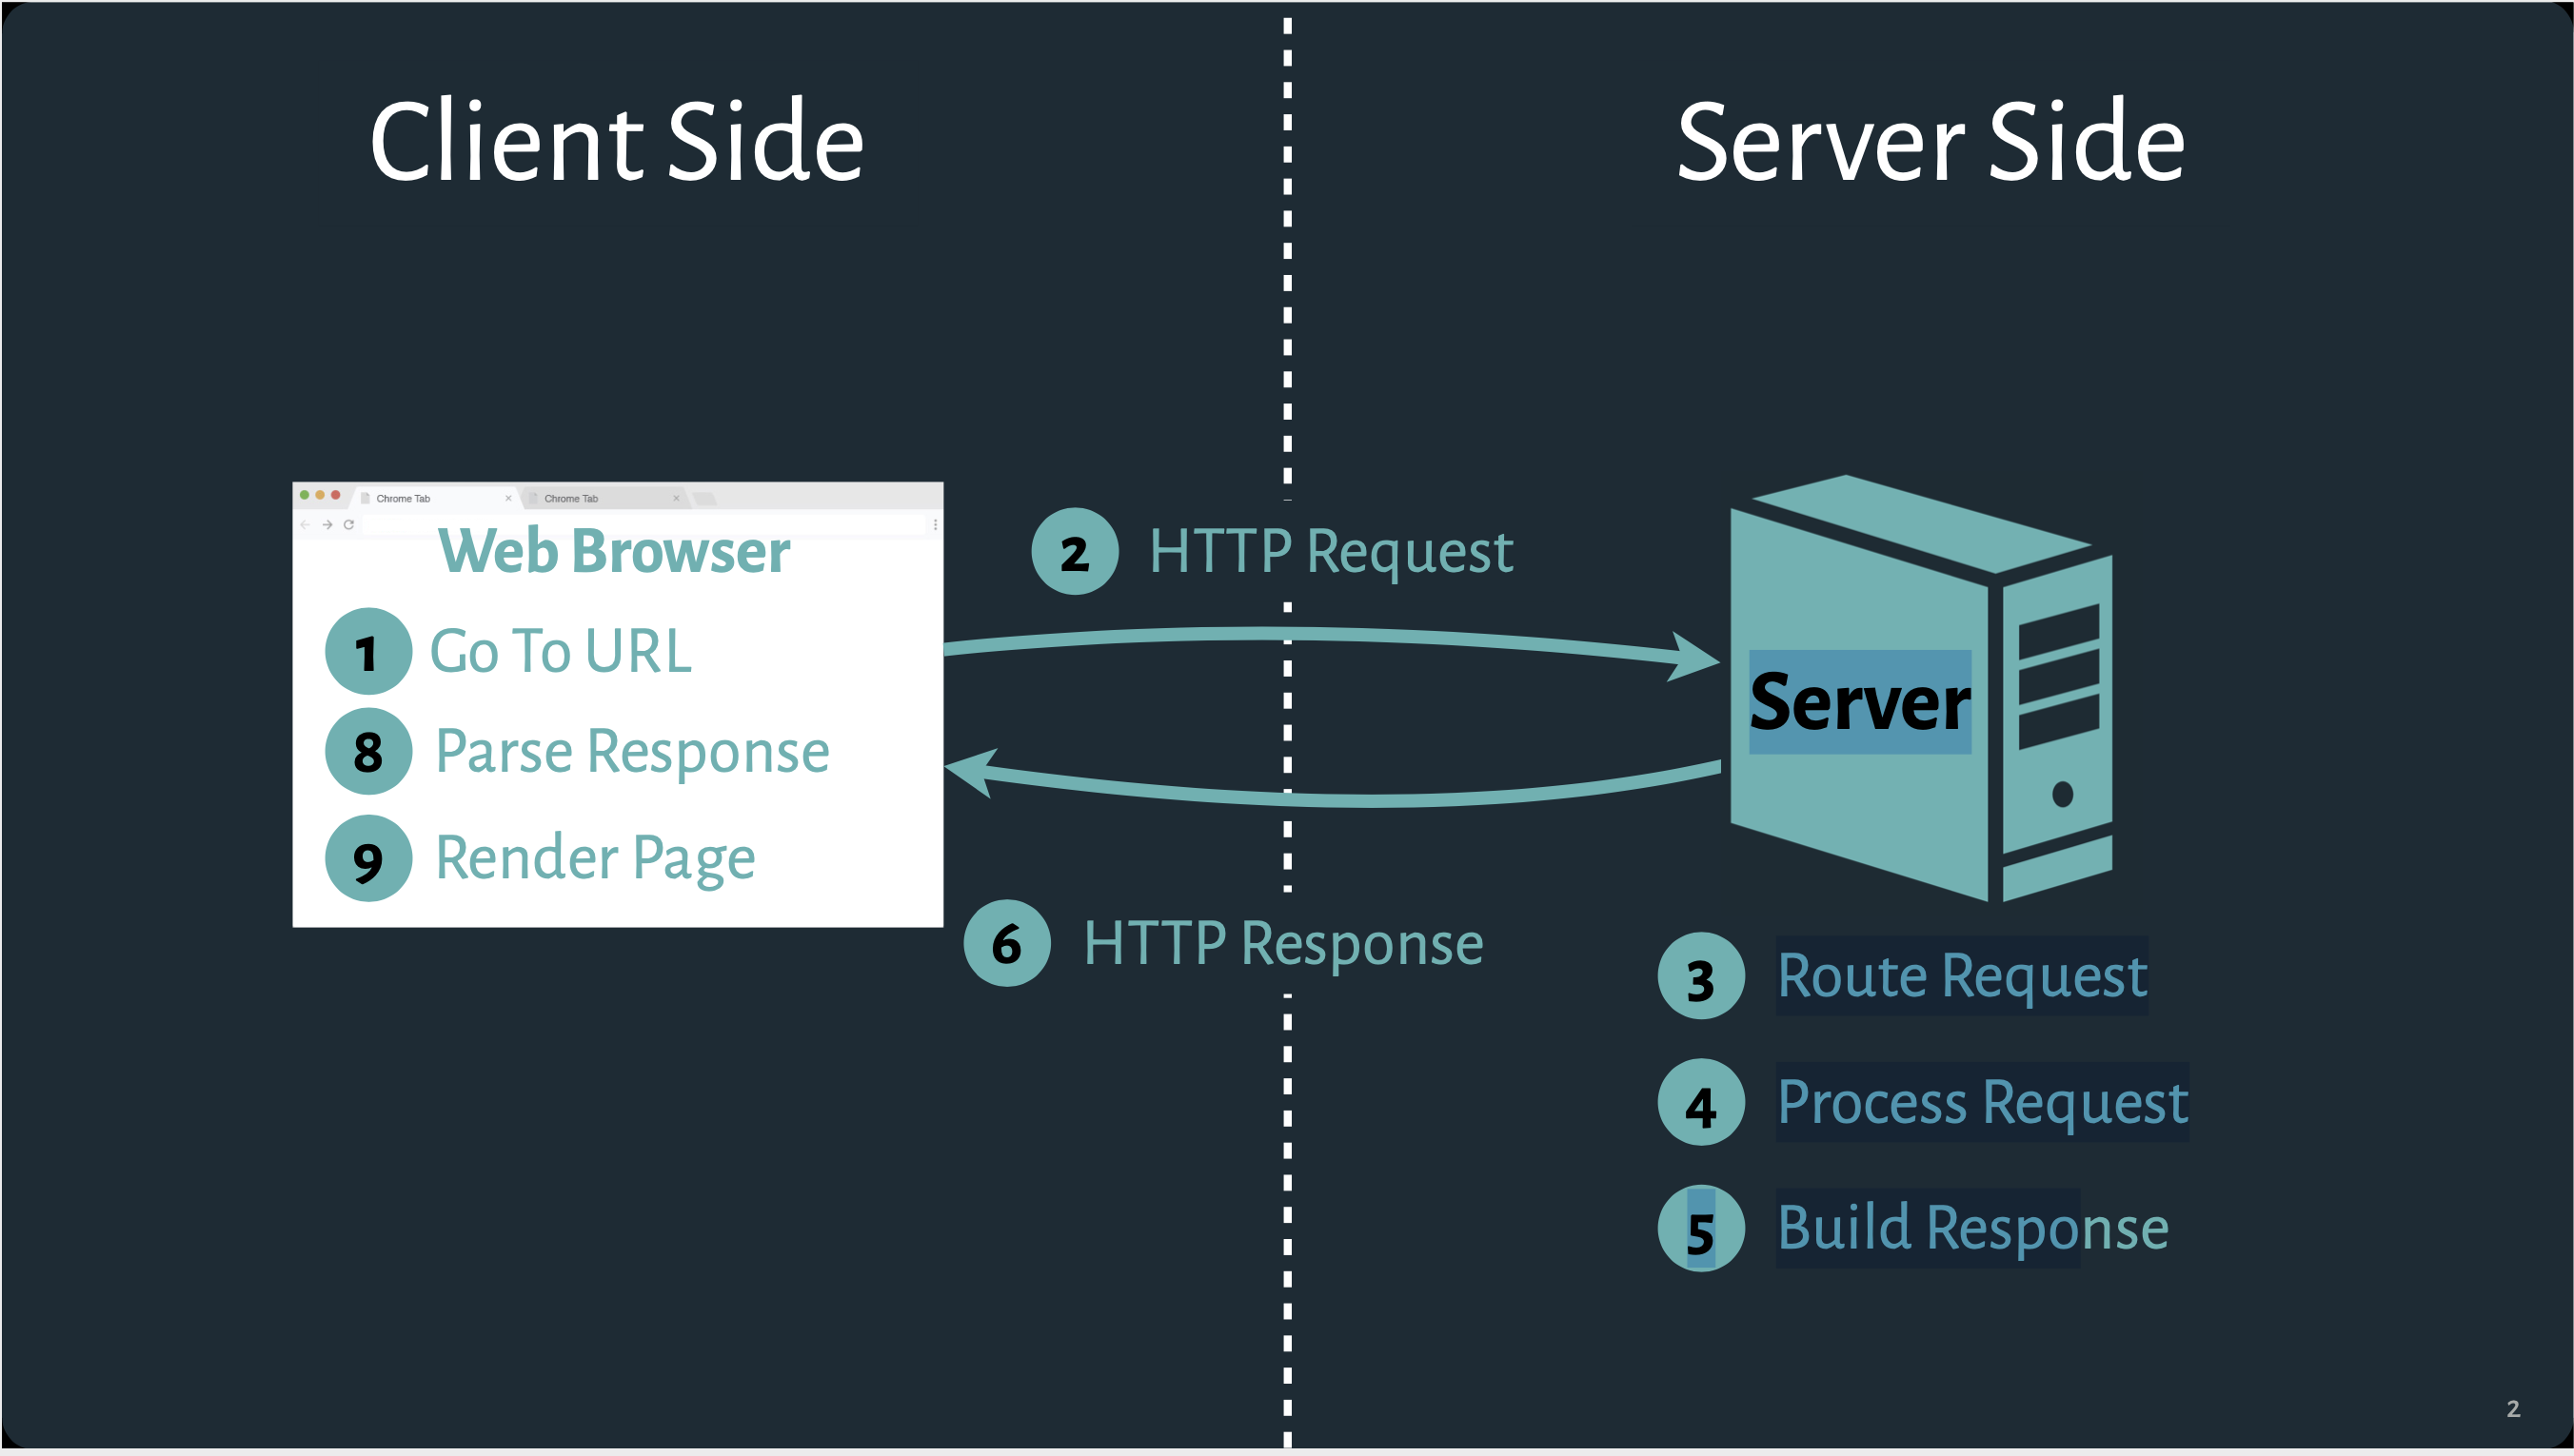 Client Side
Server Side
Chrome Tab
Chrome Tab
Web Browser
1 Go To URL
8 Parse Response
9 Render Page
2 HTTP Request
Server
6 HTTP Response
3 Route Request
4 Process Request
5 Build Response
2